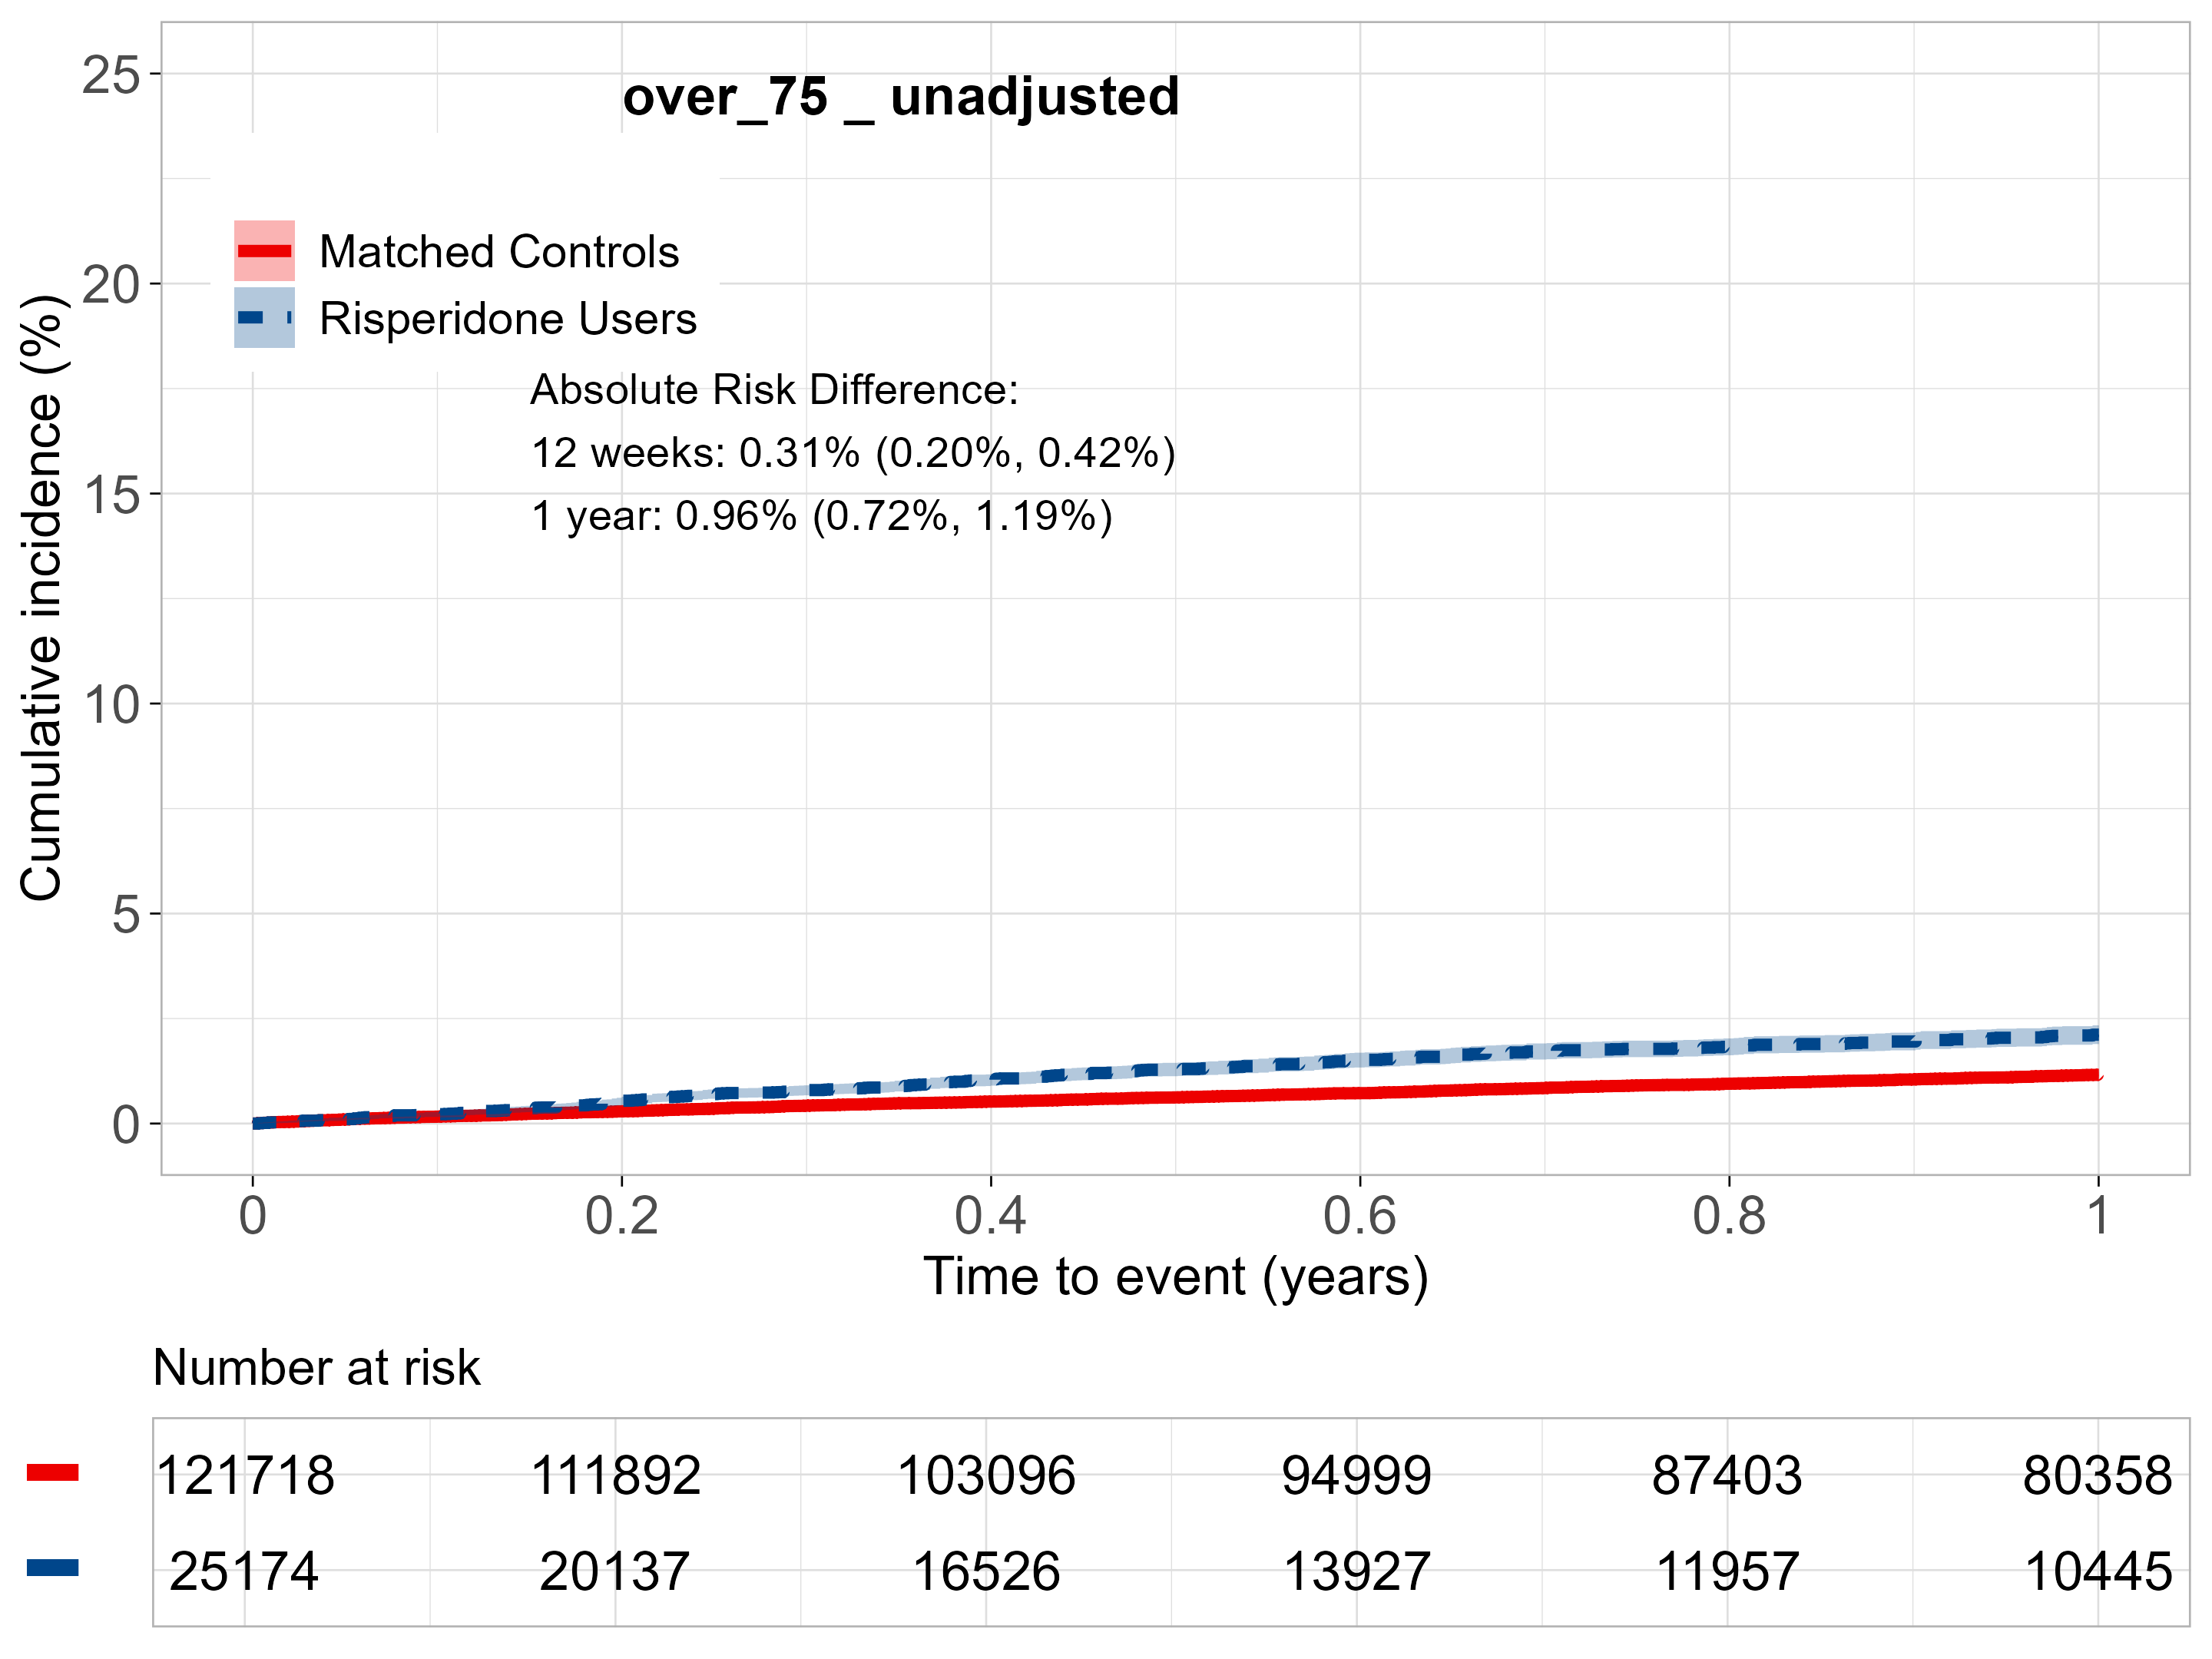 over_75 _ unadjusted
Matched Controls
Risperidone Users
Absolute Risk Difference:
12 weeks: 0.31% (0.20%, 0.42%)
1 year: 0.96% (0.72%, 1.19%)
Cumulative incidence (%)
25
20
15
10
5
0
0 0.2 0.4 0.6 0.8 1
Time to event (years)
Number at risk
121718 111892 103096 94999 87403 80358
25174 20137 16526 13927 11957 10445